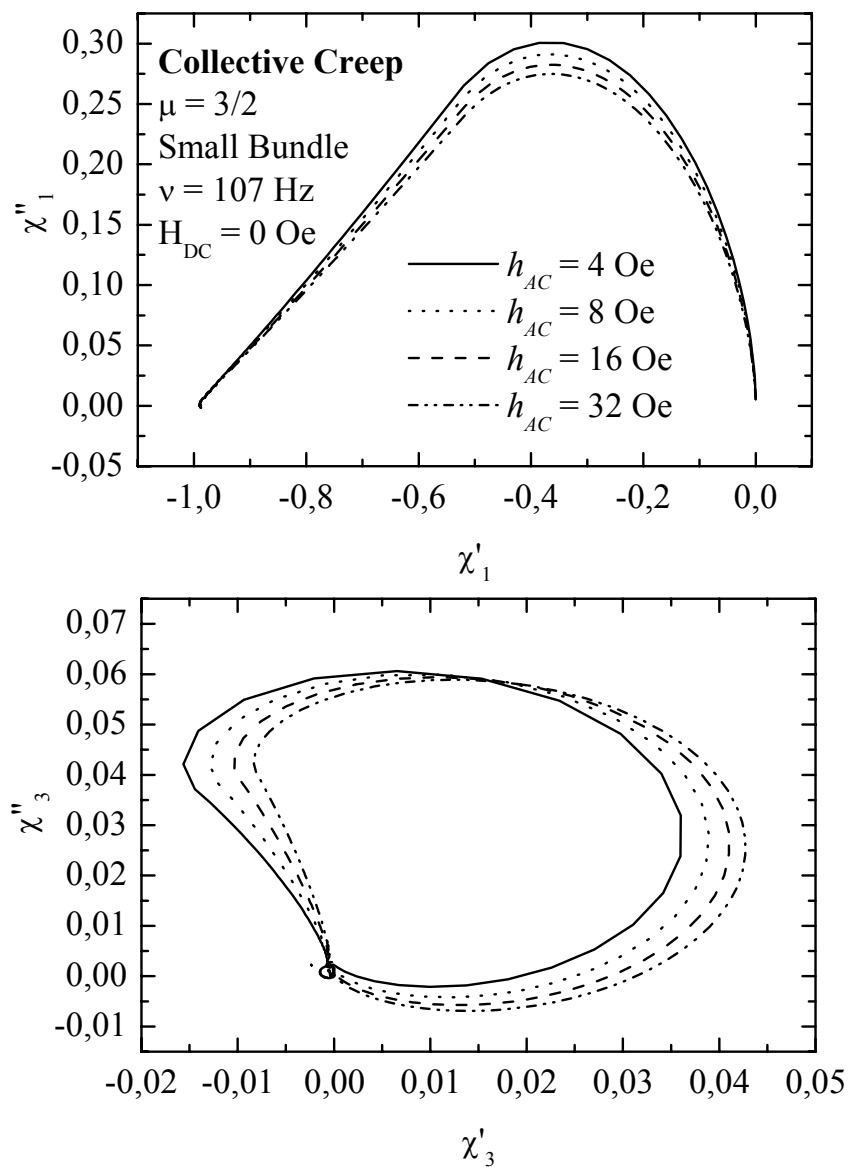 0,30
0,25
0,20
0,15
0,10
0,05
0,00
-0,05
χ''₁
Collective Creep
μ = 3/2
Small Bundle
ν = 107 Hz
H_DC = 0 Oe
h_AC = 4 Oe
h_AC = 8 Oe
h_AC = 16 Oe
h_AC = 32 Oe
-1,0 -0,8 -0,6 -0,4 -0,2 0,0
χ'₁
0,07
0,06
0,05
0,04
0,03
0,02
0,01
0,00
-0,01
χ''₃
-0,02 -0,01 0,00 0,01 0,02 0,03 0,04 0,05
χ'₃